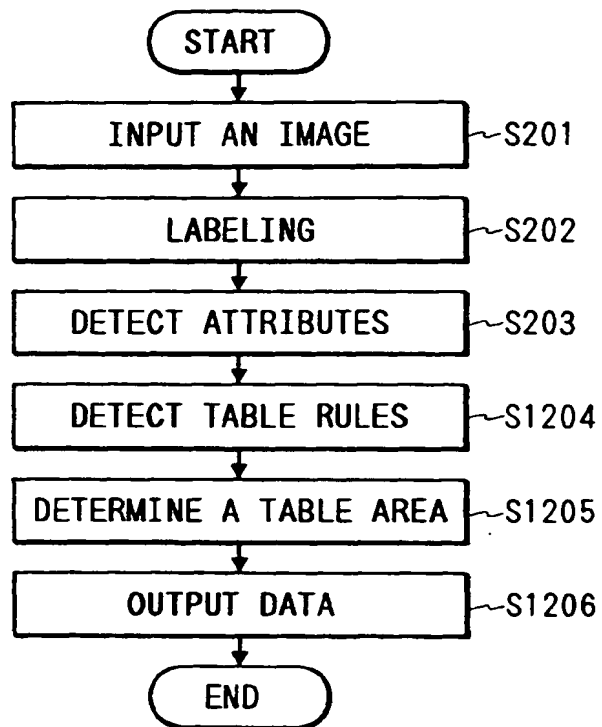 START
INPUT AN IMAGE S201
LABELING S202
DETECT ATTRIBUTES S203
DETECT TABLE RULES S1204
DETERMINE A TABLE AREA S1205
OUTPUT DATA S1206
END